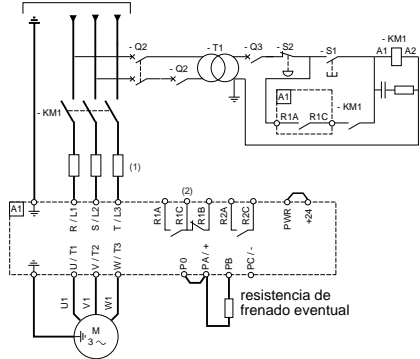 - Q2
- T1
- Q3
- S2
- S1
- KM1
A1
A2
- Q2
A1
- KM1
R1A
R1C
- KM1
(1)
(2)
A1
R / L1
S / L2
T / L3
R1A
R1C
R1B
R2A
R2C
PWR
+24
U / T1
V / T2
W / T3
P0
PA / +
PB
PC / -
U1
V1
W1
M
3 ~
resistencia de
frenado eventual